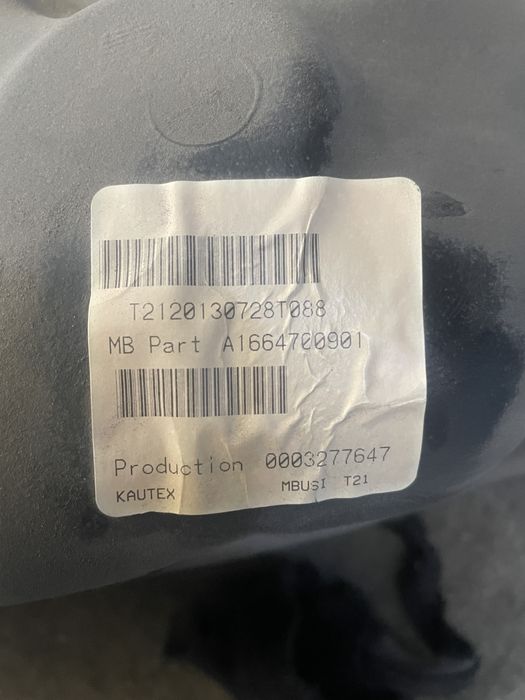 T2120130728T088
MB Part A1664700901
Production 0003277647
KAUTEX MBUSI T21